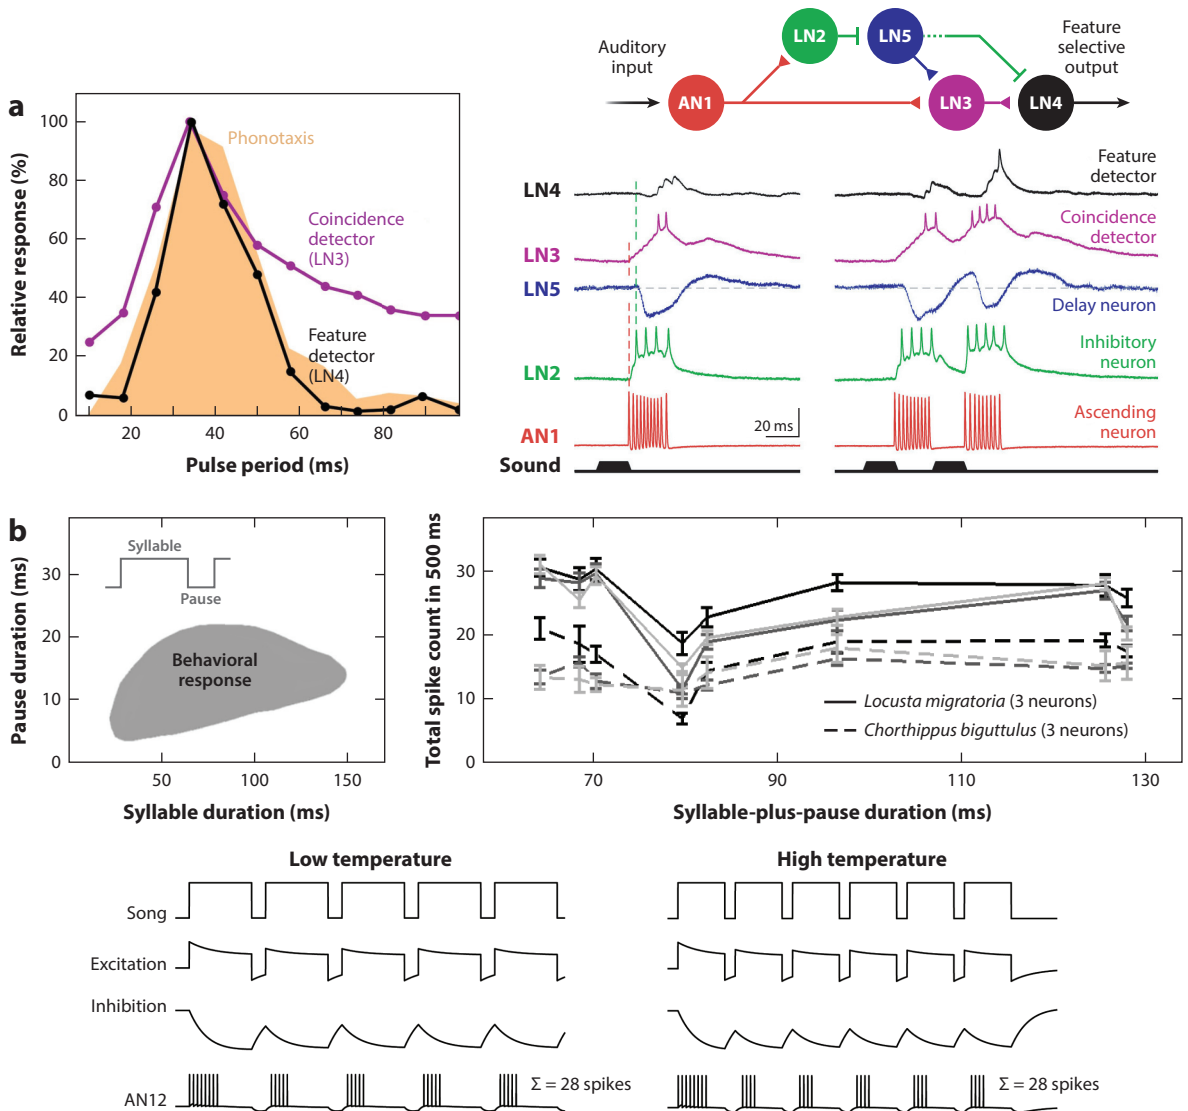 a
Relative response (%)
100
80
60
40
20
0
20
40
60
80
Pulse period (ms)
Phonotaxis
Coincidence
detector
(LN3)
Feature
detector
(LN4)
Auditory
input
AN1
LN2
LN5
LN3
LN4
Feature
selective
output
LN4
Feature
detector
LN3
Coincidence
detector
LN5
Delay neuron
LN2
Inhibitory
neuron
AN1
20 ms
Ascending
neuron
Sound
b
Pause duration (ms)
30
20
10
0
Syllable
Pause
Behavioral
response
50
100
150
Syllable duration (ms)
Total spike count in 500 ms
30
20
10
0
Locusta migratoria (3 neurons)
Chorthippus biguttulus (3 neurons)
70
90
110
130
Syllable-plus-pause duration (ms)
Low temperature
High temperature
Song
Excitation
Inhibition
AN12
Σ = 28 spikes
Σ = 28 spikes